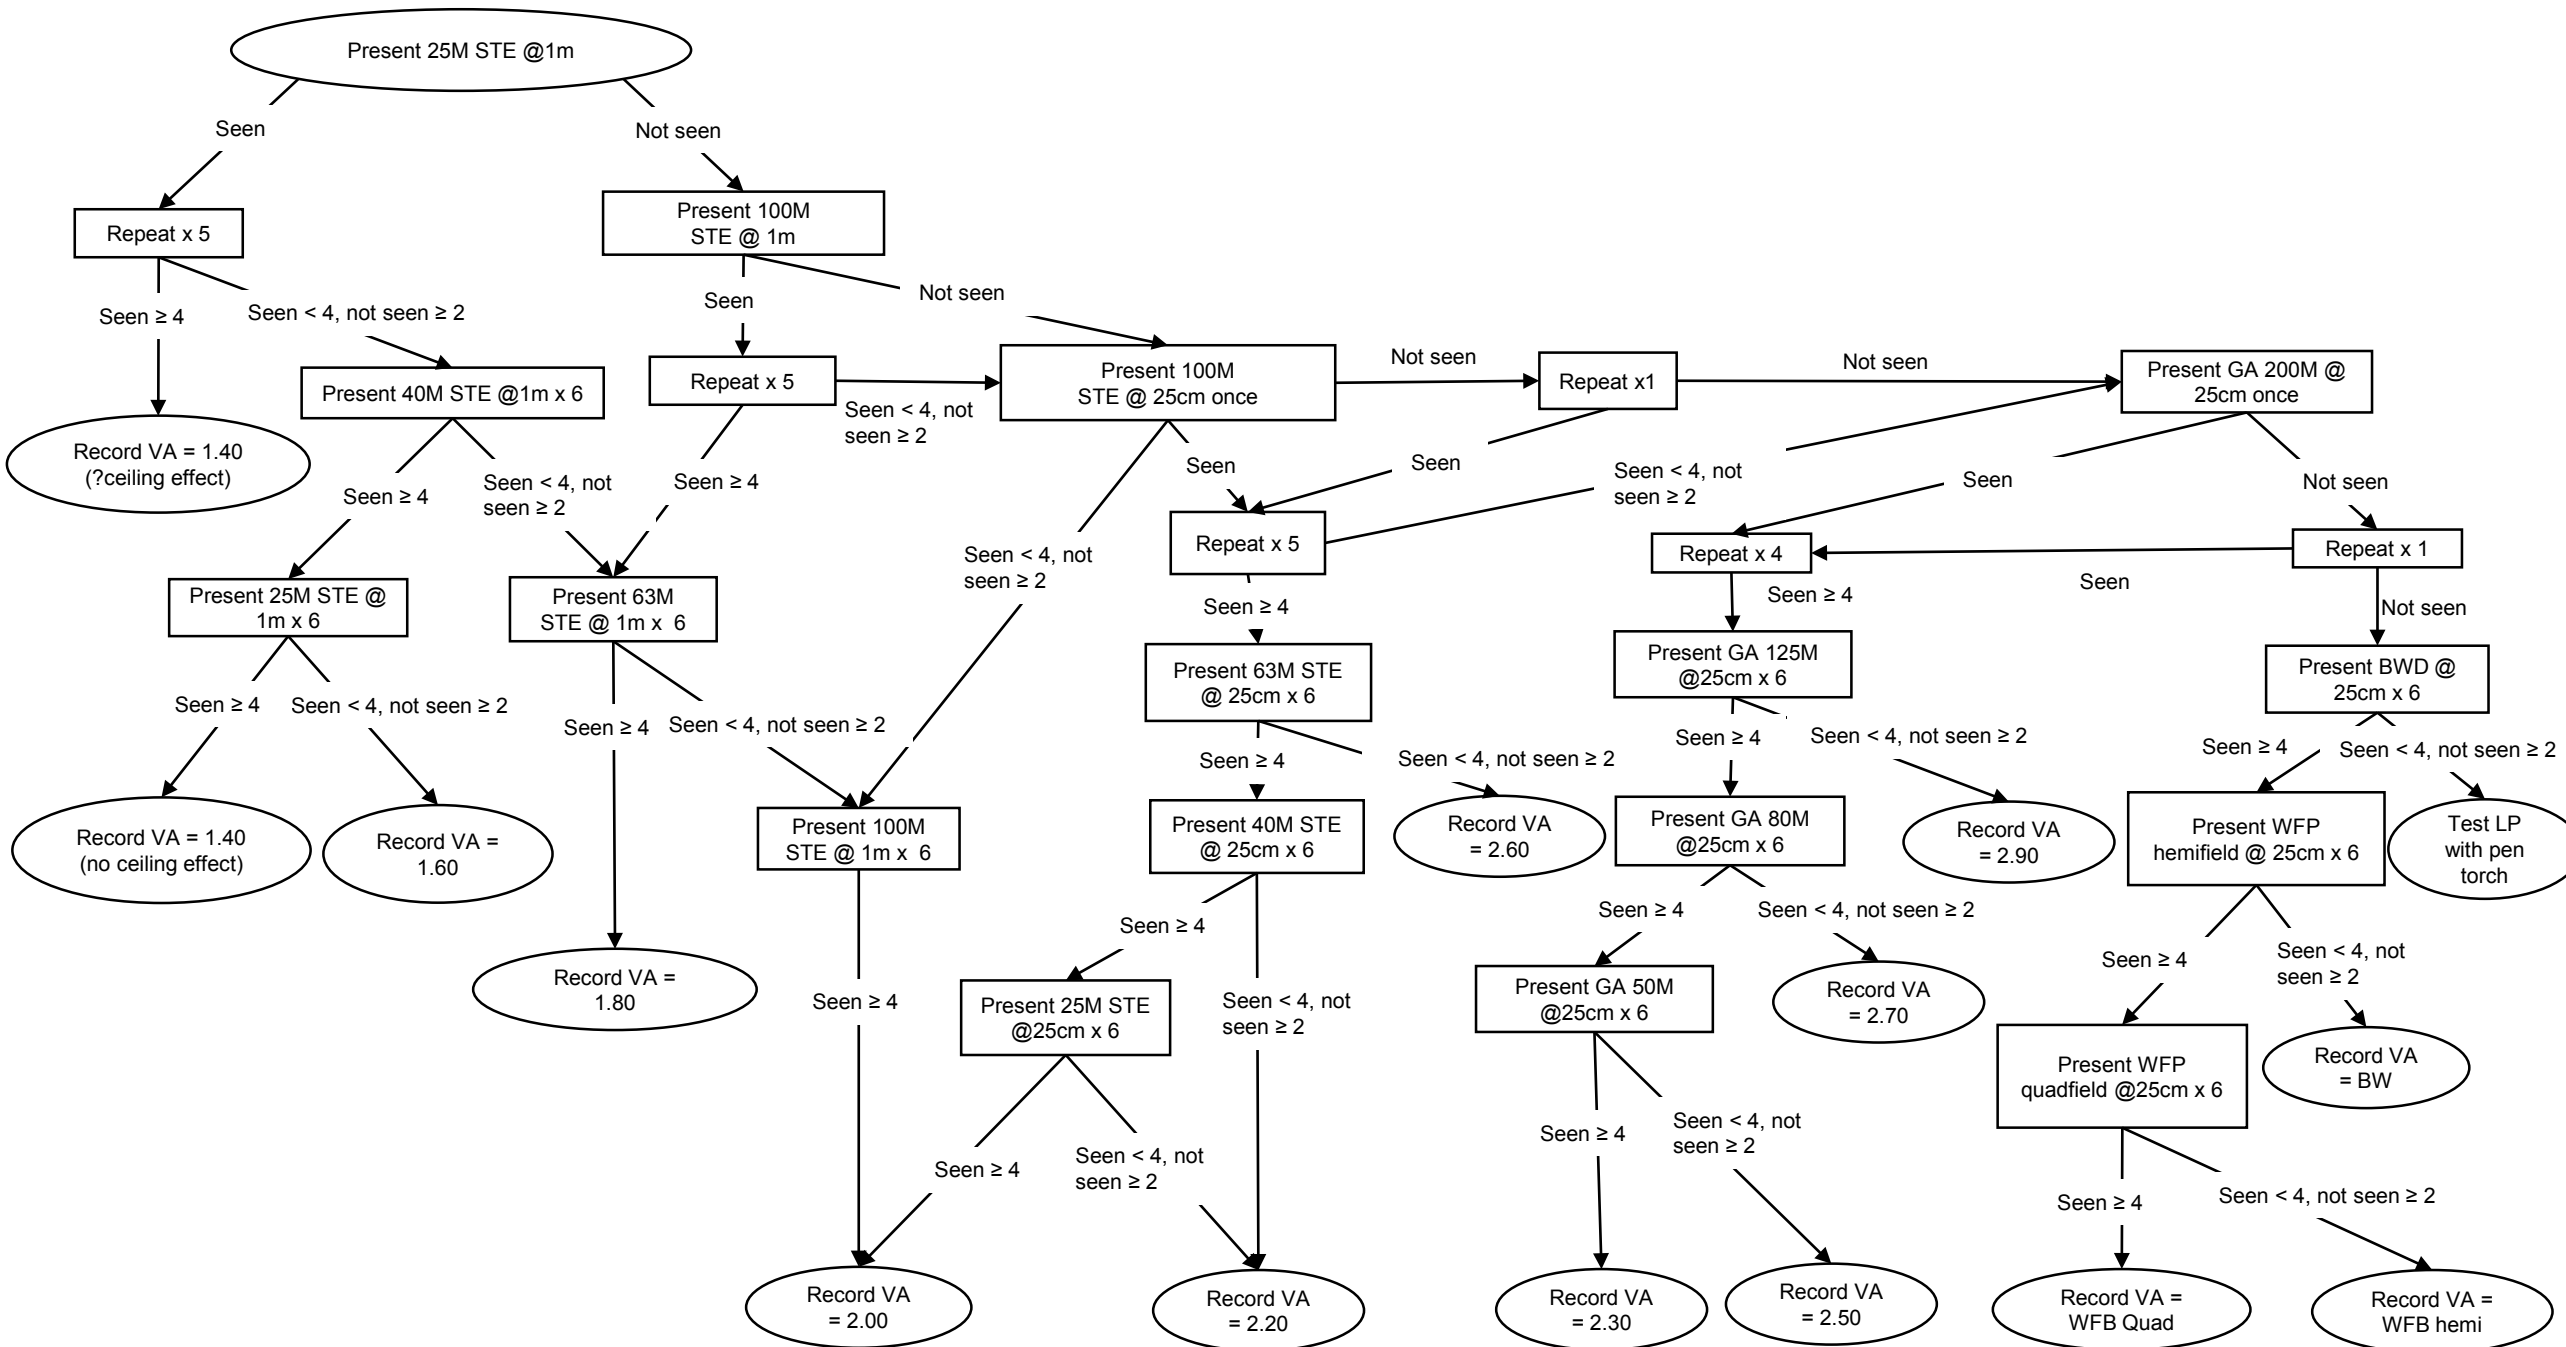 Present 25M STE @1m
Seen
Not seen
Repeat x 5
Present 100M
STE @ 1m
Seen
Not seen
Seen ≥ 4
Seen < 4, not seen ≥ 2
Present 40M STE @1m x 6
Repeat x 5
Present 100M
STE @ 25cm once
Not seen
Repeat x1
Not seen
Present GA 200M @
25cm once
Seen < 4, not
seen ≥ 2
Record VA = 1.40
(?ceiling effect)
Seen ≥ 4
Seen < 4, not
seen ≥ 2
Seen ≥ 4
Seen
Seen
Seen < 4, not
seen ≥ 2
Seen
Not seen
Repeat x 5
Repeat x 4
Repeat x 1
Seen < 4, not
seen ≥ 2
Seen
Present 25M STE @
1m x 6
Present 63M
STE @ 1m x  6
Seen ≥ 4
Seen ≥ 4
Not seen
Present 63M STE
@ 25cm x 6
Present GA 125M
@25cm x 6
Present BWD @
25cm x 6
Seen ≥ 4
Seen < 4, not seen ≥ 2
Seen ≥ 4
Seen < 4, not seen ≥ 2
Seen ≥ 4
Seen < 4, not seen ≥ 2
Seen ≥ 4
Seen < 4, not seen ≥ 2
Seen ≥ 4
Seen < 4, not seen ≥ 2
Record VA = 1.40
(no ceiling effect)
Record VA =
1.60
Present 100M
STE @ 1m x  6
Present 40M STE
@ 25cm x 6
Record VA
= 2.60
Present GA 80M
@25cm x 6
Record VA
= 2.90
Present WFP
hemifield @ 25cm x 6
Test LP
with pen
torch
Seen ≥ 4
Seen ≥ 4
Seen < 4, not seen ≥ 2
Seen ≥ 4
Seen < 4, not
seen ≥ 2
Record VA =
1.80
Seen ≥ 4
Present 25M STE
@25cm x 6
Seen < 4, not
seen ≥ 2
Present GA 50M
@25cm x 6
Record VA
= 2.70
Present WFP
quadfield @25cm x 6
Record VA
= BW
Seen ≥ 4
Seen < 4, not
seen ≥ 2
Seen ≥ 4
Seen < 4, not
seen ≥ 2
Seen ≥ 4
Seen < 4, not seen ≥ 2
Record VA
= 2.00
Record VA
= 2.20
Record VA
= 2.30
Record VA
= 2.50
Record VA =
WFB Quad
Record VA =
WFB hemi